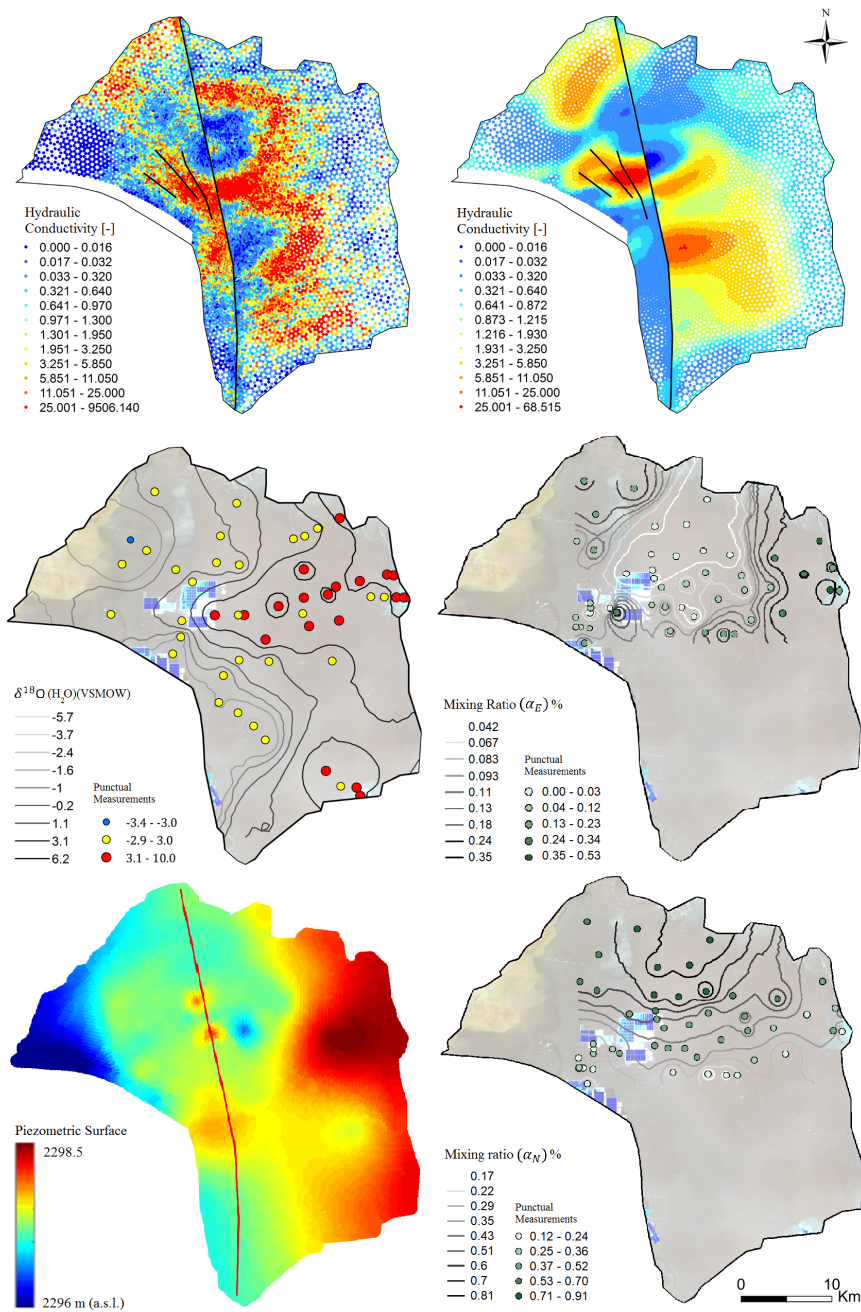 N
Hydraulic
Conductivity [-]
0.000 - 0.016
0.017 - 0.032
0.033 - 0.320
0.321 - 0.640
0.641 - 0.970
0.971 - 1.300
1.301 - 1.950
1.951 - 3.250
3.251 - 5.850
5.851 - 11.050
11.051 - 25.000
25.001 - 9506.140
Hydraulic
Conductivity [-]
0.000 - 0.016
0.017 - 0.032
0.033 - 0.320
0.321 - 0.640
0.641 - 0.872
0.873 - 1.215
1.216 - 1.930
1.931 - 3.250
3.251 - 5.850
5.851 - 11.050
11.051 - 25.000
25.001 - 68.515
δ¹⁸O (H₂O)(VSMOW)
-5.7
-3.7
-2.4
-1.6
-1
-0.2
1.1
3.1
6.2
Punctual
Measurements
-3.4 - -3.0
-2.9 - 3.0
3.1 - 10.0
Mixing Ratio (α_E) %
0.042
0.067
0.083
0.093
0.11
0.13
0.18
0.24
0.35
Punctual
Measurements
0.00 - 0.03
0.04 - 0.12
0.13 - 0.23
0.24 - 0.34
0.35 - 0.53
Piezometric Surface
2298.5
2296 m (a.s.l.)
Mixing ratio (α_N) %
0.17
0.22
0.29
0.35
0.43
0.51
0.6
0.7
0.81
Punctual
Measurements
0.12 - 0.24
0.25 - 0.36
0.37 - 0.52
0.53 - 0.70
0.71 - 0.91
0 10
Km